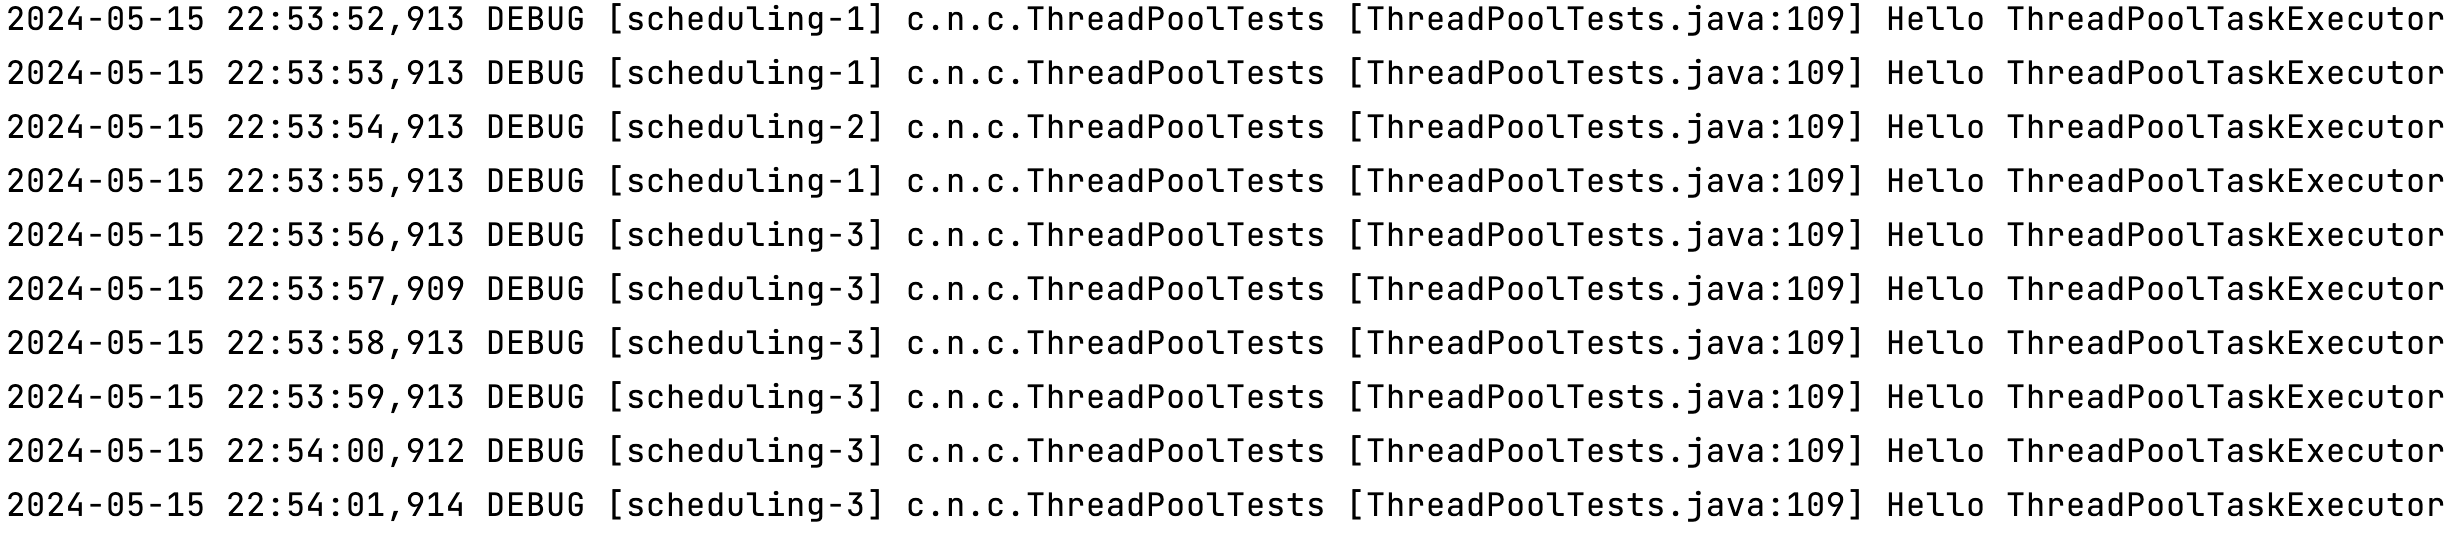 2024-05-15 22:53:52,913 DEBUG [scheduling-1] c.n.c.ThreadPoolTests [ThreadPoolTests.java:109] Hello ThreadPoolTaskExecutor
2024-05-15 22:53:53,913 DEBUG [scheduling-1] c.n.c.ThreadPoolTests [ThreadPoolTests.java:109] Hello ThreadPoolTaskExecutor
2024-05-15 22:53:54,913 DEBUG [scheduling-2] c.n.c.ThreadPoolTests [ThreadPoolTests.java:109] Hello ThreadPoolTaskExecutor
2024-05-15 22:53:55,913 DEBUG [scheduling-1] c.n.c.ThreadPoolTests [ThreadPoolTests.java:109] Hello ThreadPoolTaskExecutor
2024-05-15 22:53:56,913 DEBUG [scheduling-3] c.n.c.ThreadPoolTests [ThreadPoolTests.java:109] Hello ThreadPoolTaskExecutor
2024-05-15 22:53:57,909 DEBUG [scheduling-3] c.n.c.ThreadPoolTests [ThreadPoolTests.java:109] Hello ThreadPoolTaskExecutor
2024-05-15 22:53:58,913 DEBUG [scheduling-3] c.n.c.ThreadPoolTests [ThreadPoolTests.java:109] Hello ThreadPoolTaskExecutor
2024-05-15 22:53:59,913 DEBUG [scheduling-3] c.n.c.ThreadPoolTests [ThreadPoolTests.java:109] Hello ThreadPoolTaskExecutor
2024-05-15 22:54:00,912 DEBUG [scheduling-3] c.n.c.ThreadPoolTests [ThreadPoolTests.java:109] Hello ThreadPoolTaskExecutor
2024-05-15 22:54:01,914 DEBUG [scheduling-3] c.n.c.ThreadPoolTests [ThreadPoolTests.java:109] Hello ThreadPoolTaskExecutor